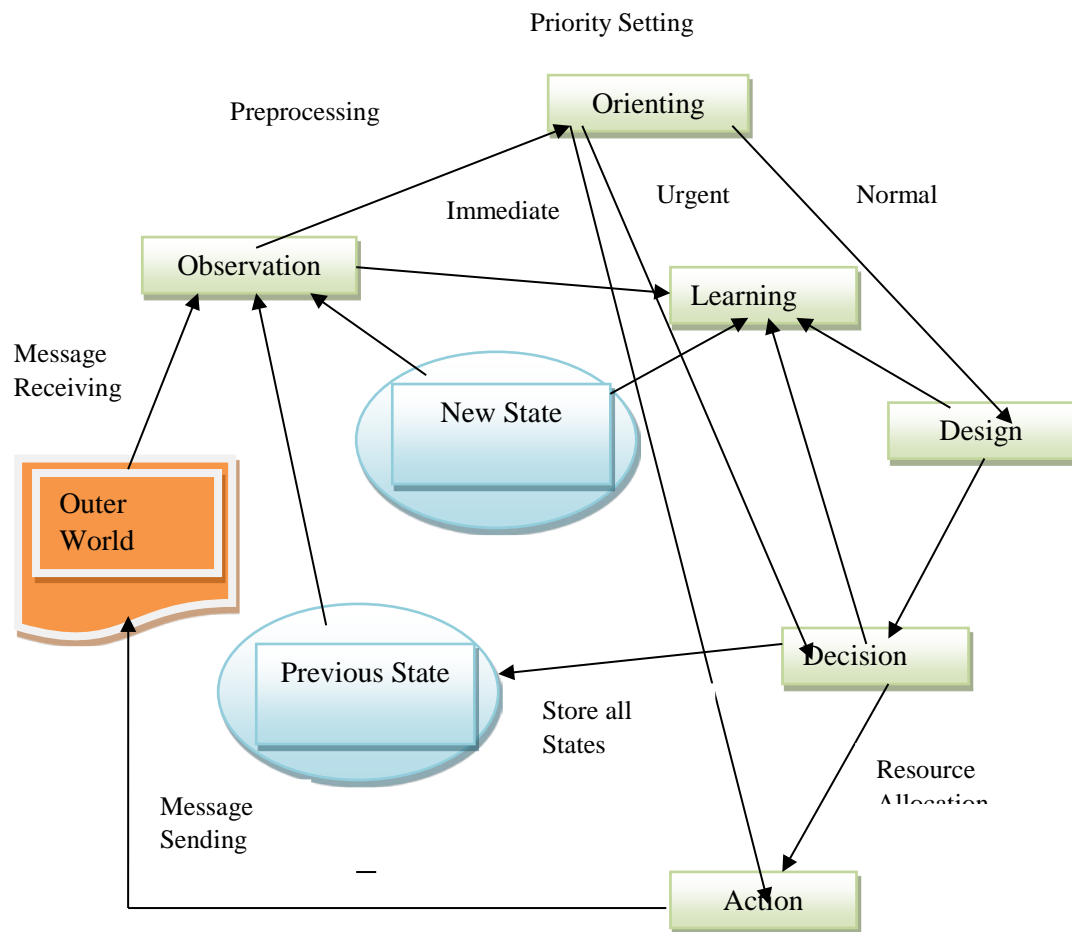 Priority Setting
Orienting
Preprocessing
Immediate
Urgent
Normal
Observation
Learning
Message
Receiving
New State
Design
Outer
World
Previous State
Decision
Store all
States
Resource
Allocation
Message
Sending
Action